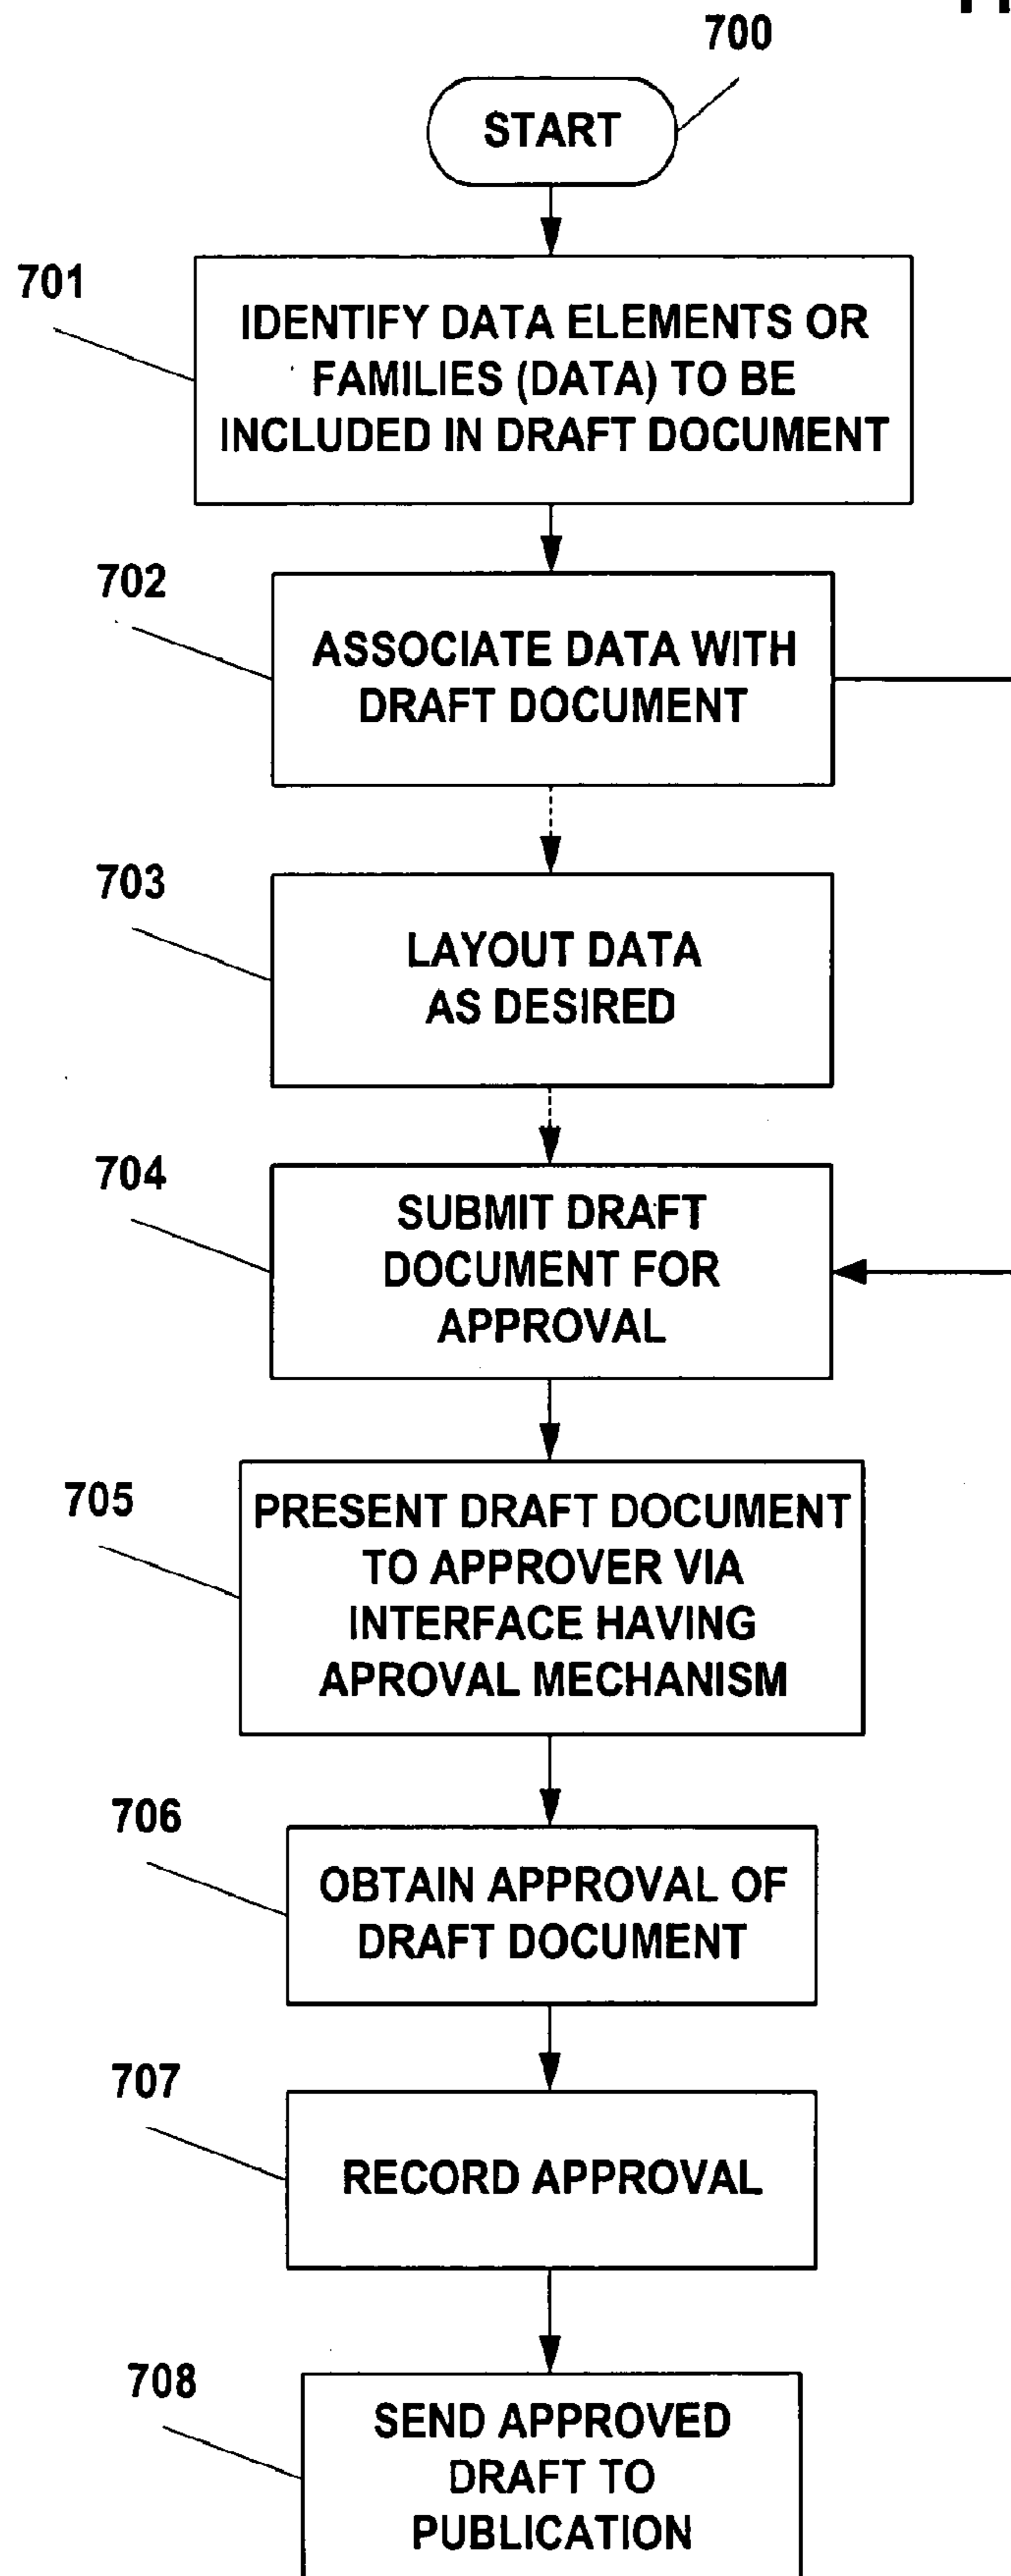 700
START
701
IDENTIFY DATA ELEMENTS OR
FAMILIES (DATA) TO BE
INCLUDED IN DRAFT DOCUMENT
702
ASSOCIATE DATA WITH
DRAFT DOCUMENT
703
LAYOUT DATA
AS DESIRED
704
SUBMIT DRAFT
DOCUMENT FOR
APPROVAL
705
PRESENT DRAFT DOCUMENT
TO APPROVER VIA
INTERFACE HAVING
APROVAL MECHANISM
706
OBTAIN APPROVAL OF
DRAFT DOCUMENT
707
RECORD APPROVAL
708
SEND APPROVED
DRAFT TO
PUBLICATION